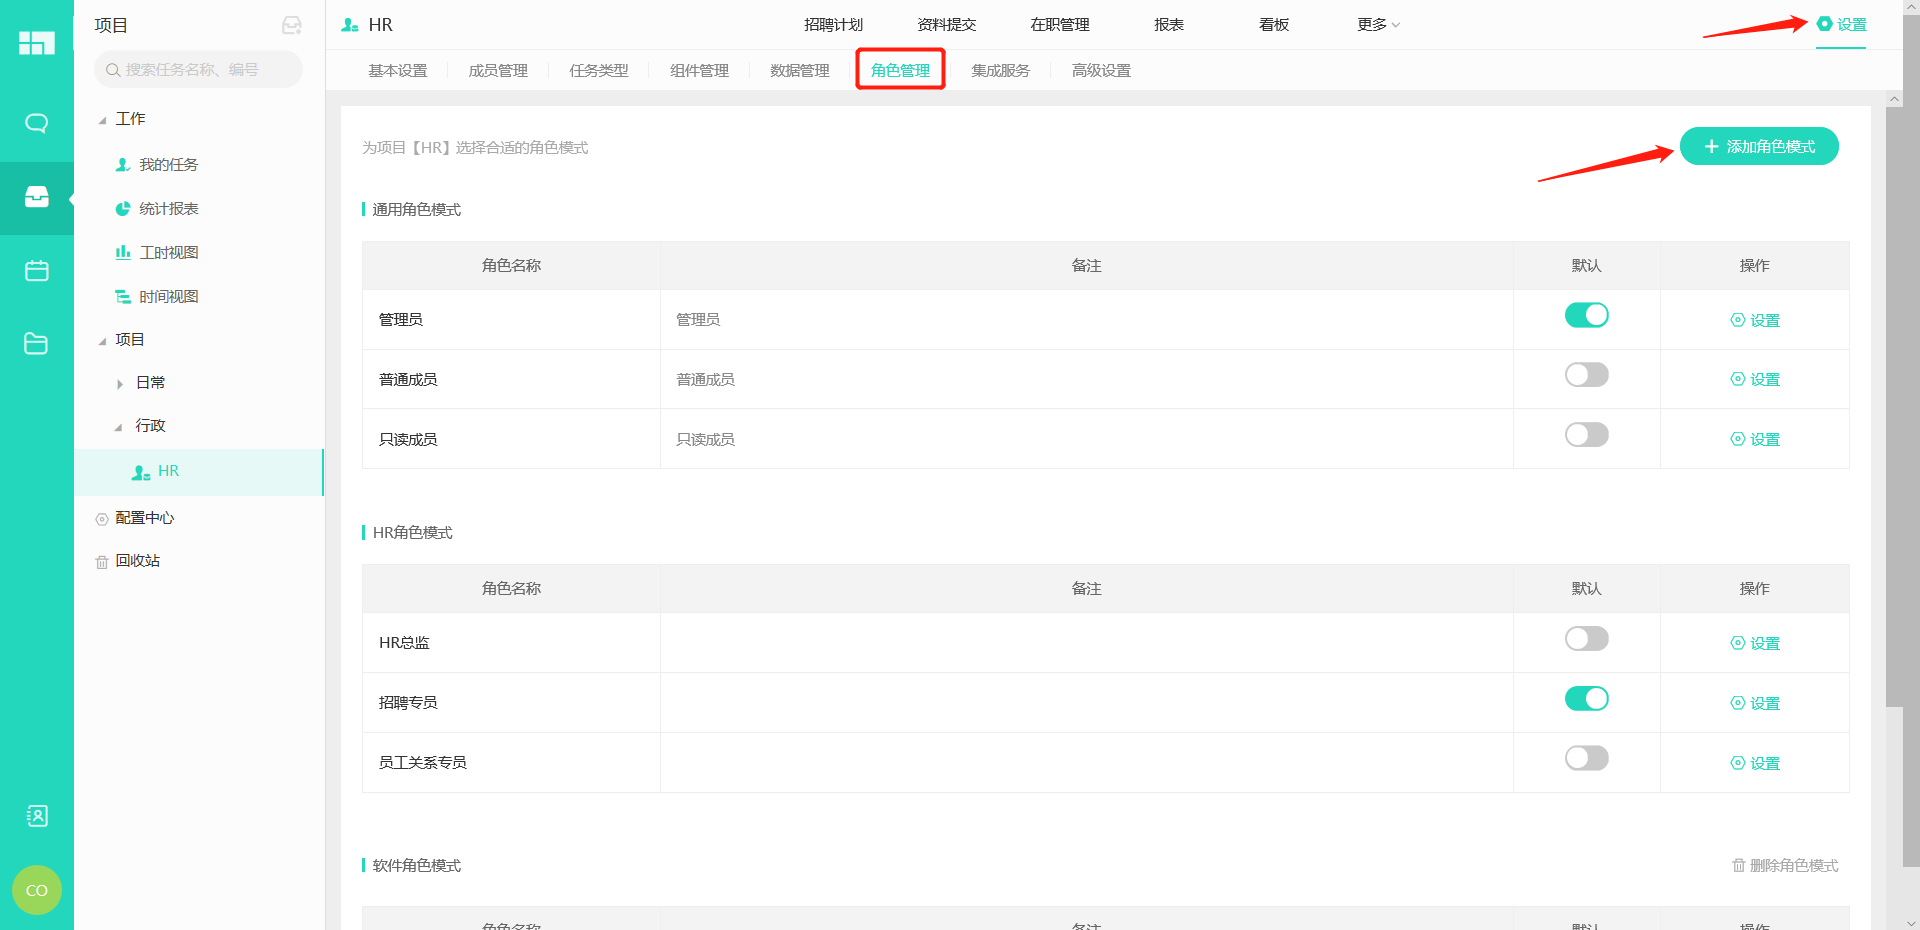 项目
搜索任务名称、编号
工作
我的任务
统计报表
工时视图
时间视图
项目
日常
行政
HR
配置中心
回收站
CO
HR
招聘计划
资料提交
在职管理
报表
看板
更多
设置
基本设置
成员管理
任务类型
组件管理
数据管理
角色管理
集成服务
高级设置
为项目【HR】选择合适的角色模式
添加角色模式
通用角色模式
角色名称 备注 默认 操作
管理员 管理员 设置
普通成员 普通成员 设置
只读成员 只读成员 设置
HR角色模式
角色名称 备注 默认 操作
HR总监 设置
招聘专员 设置
员工关系专员 设置
软件角色模式
删除角色模式
角色名称 备注 默认 操作